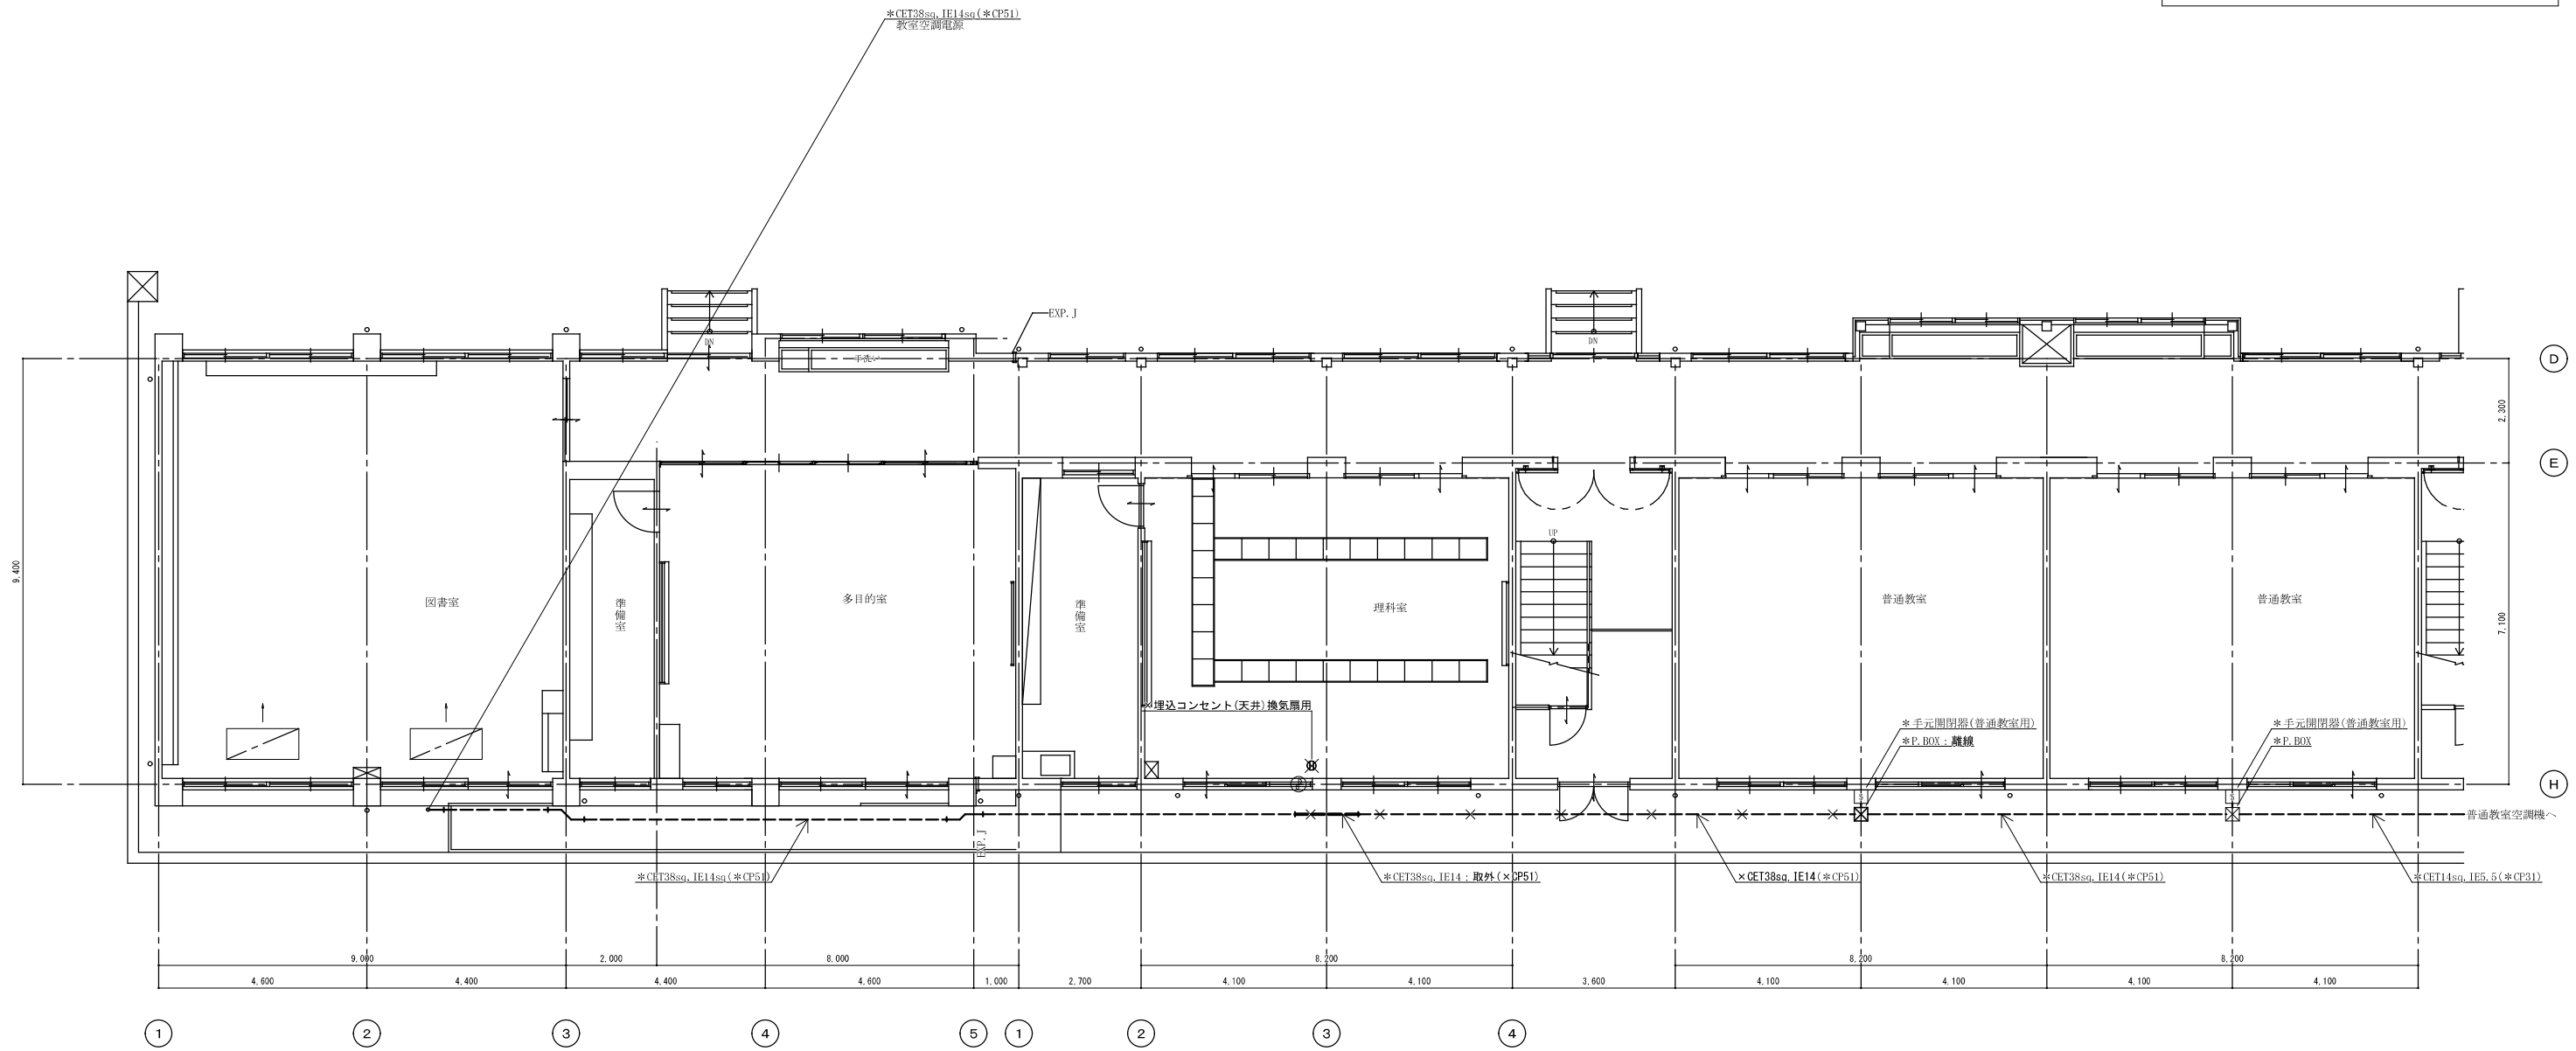 ＊CET38sq, IE14sq(＊CP51)
教室空調電源
EXP.J
DN
手洗い
DN
D
2,300
E
9,400
UP
図書室
準備室
多目的室
準備室
理科室
普通教室
普通教室
7,100
×埋込コンセント(天井)換気扇用
＊手元開閉器(普通教室用)
＊P.BOX：離線
＊手元開閉器(普通教室用)
＊P.BOX
H
S
S
普通教室空調機へ
EXP.J
＊CET38sq, IE14sq(＊CP51)
＊CET38sq, IE14：取外(×CP51)
×CET38sq, IE14(＊CP51)
＊CET38sq, IE14(＊CP51)
＊CET14sq, IE5.5(＊CP31)
9,000
2,000
8,000
8,200
8,200
8,200
4,600
4,400
4,400
4,600
1,000
2,700
4,100
4,100
3,600
4,100
4,100
4,100
4,100
1
2
3
4
5
1
2
3
4